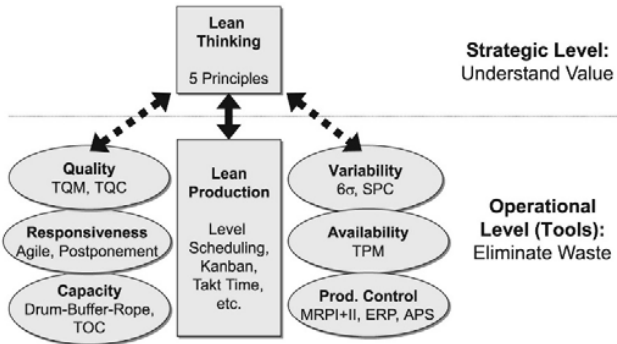 Lean
Thinking
5 Principles
Strategic Level:
Understand Value
Quality
TQM, TQC
Responsiveness
Agile, Postponement
Capacity
Drum-Buffer-Rope,
TOC
Lean
Production
Level
Scheduling,
Kanban,
Takt Time,
etc.
Variability
6σ, SPC
Availability
TPM
Prod. Control
MRPI+II, ERP, APS
Operational
Level (Tools):
Eliminate Waste